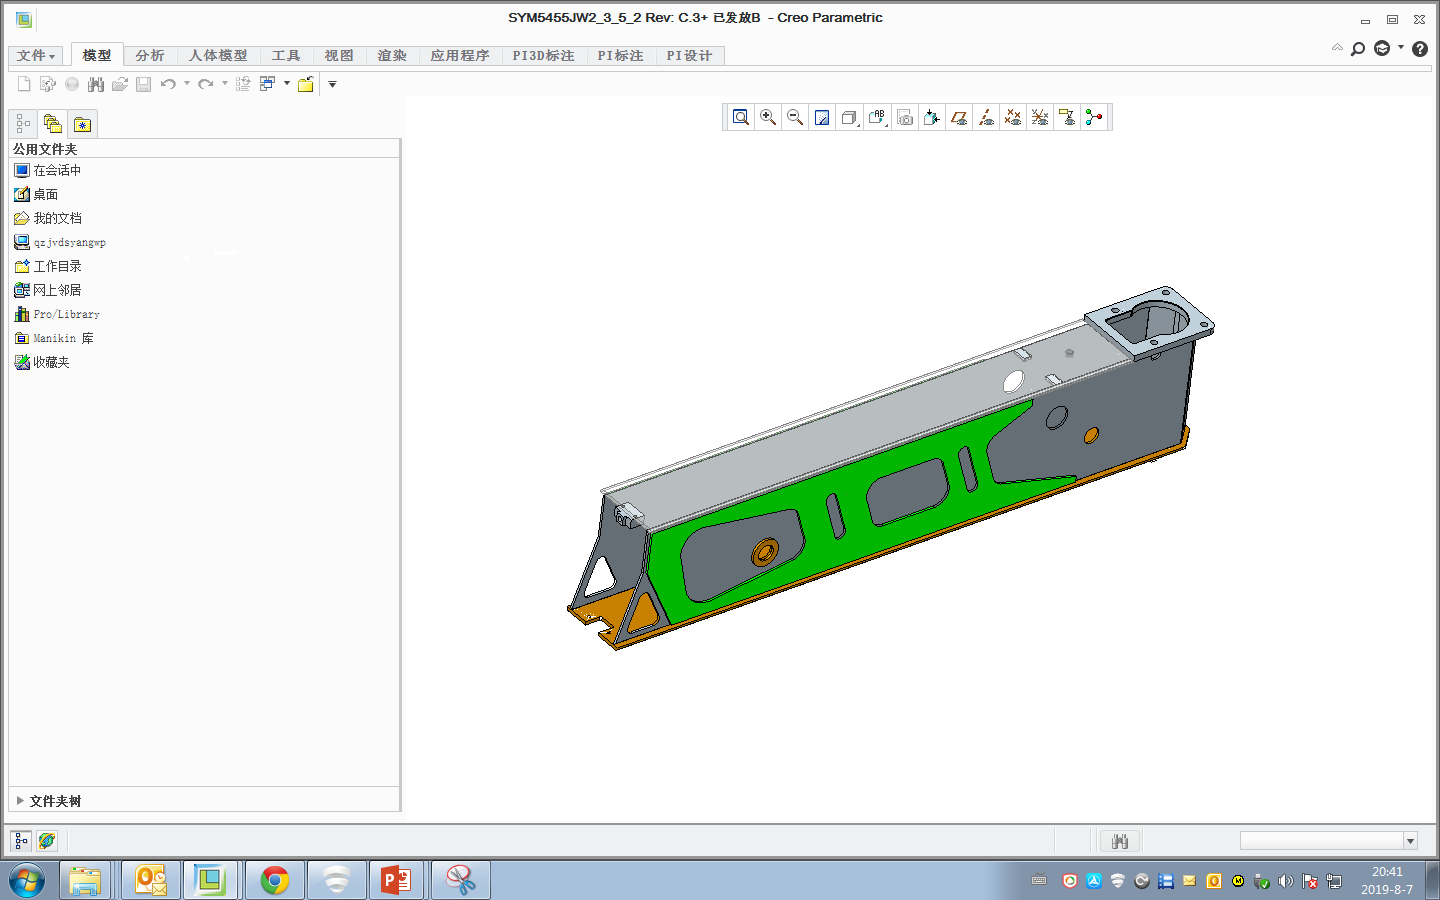 SYM5455JW2_3_5_2 Rev: C.3+ 已发放B - Creo Parametric
文件 模型 分析 人体模型 工具 视图 渲染 应用程序 PI3D标注 PI标注 PI设计
公用文件夹
在会话中
桌面
我的文档
qzjvdsyangwp
工作目录
网上邻居
Pro/Library
Manikin 库
收藏夹
文件夹树
20:41
2019-8-7